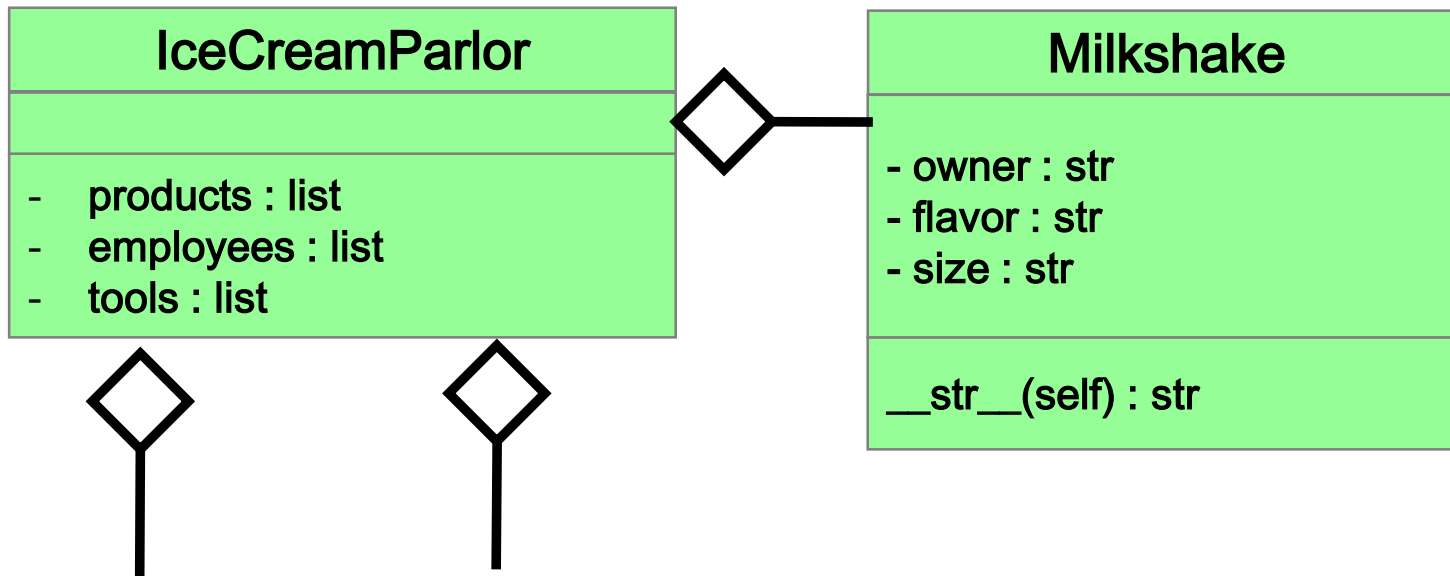 IceCreamParlor
- products : list
- employees : list
- tools : list
Milkshake
- owner : str
- flavor : str
- size : str
__str__(self) : str